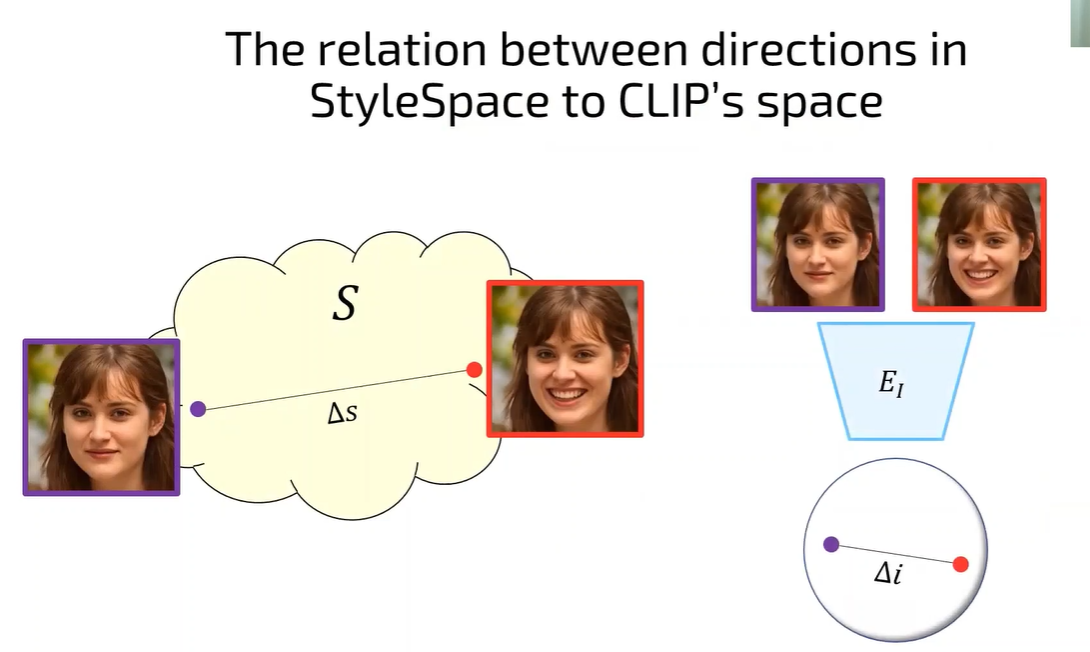 The relation between directions in
StyleSpace to CLIP's space
S
Δs
E_I
Δi